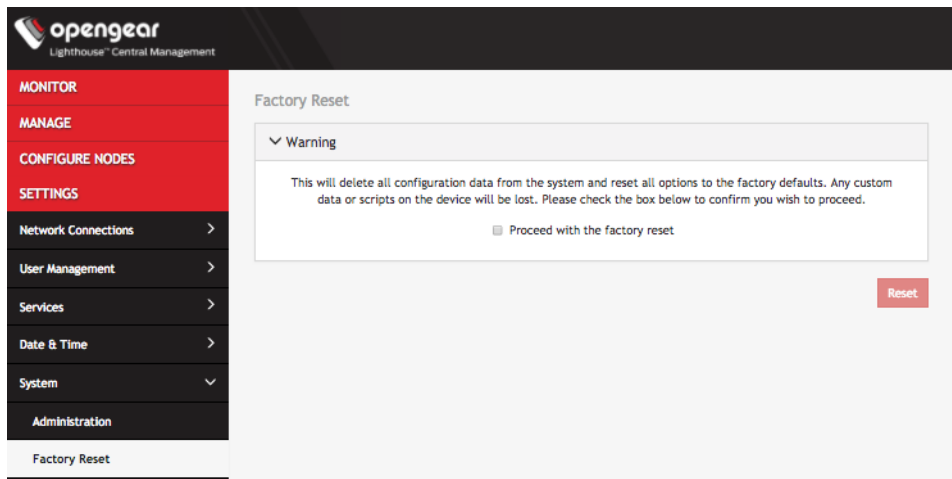 opengear
Lighthouse™ Central Management
MONITOR
MANAGE
CONFIGURE NODES
SETTINGS
Network Connections
User Management
Services
Date & Time
System
Administration
Factory Reset
Factory Reset
Warning
This will delete all configuration data from the system and reset all options to the factory defaults. Any custom
data or scripts on the device will be lost. Please check the box below to confirm you wish to proceed.
Proceed with the factory reset
Reset